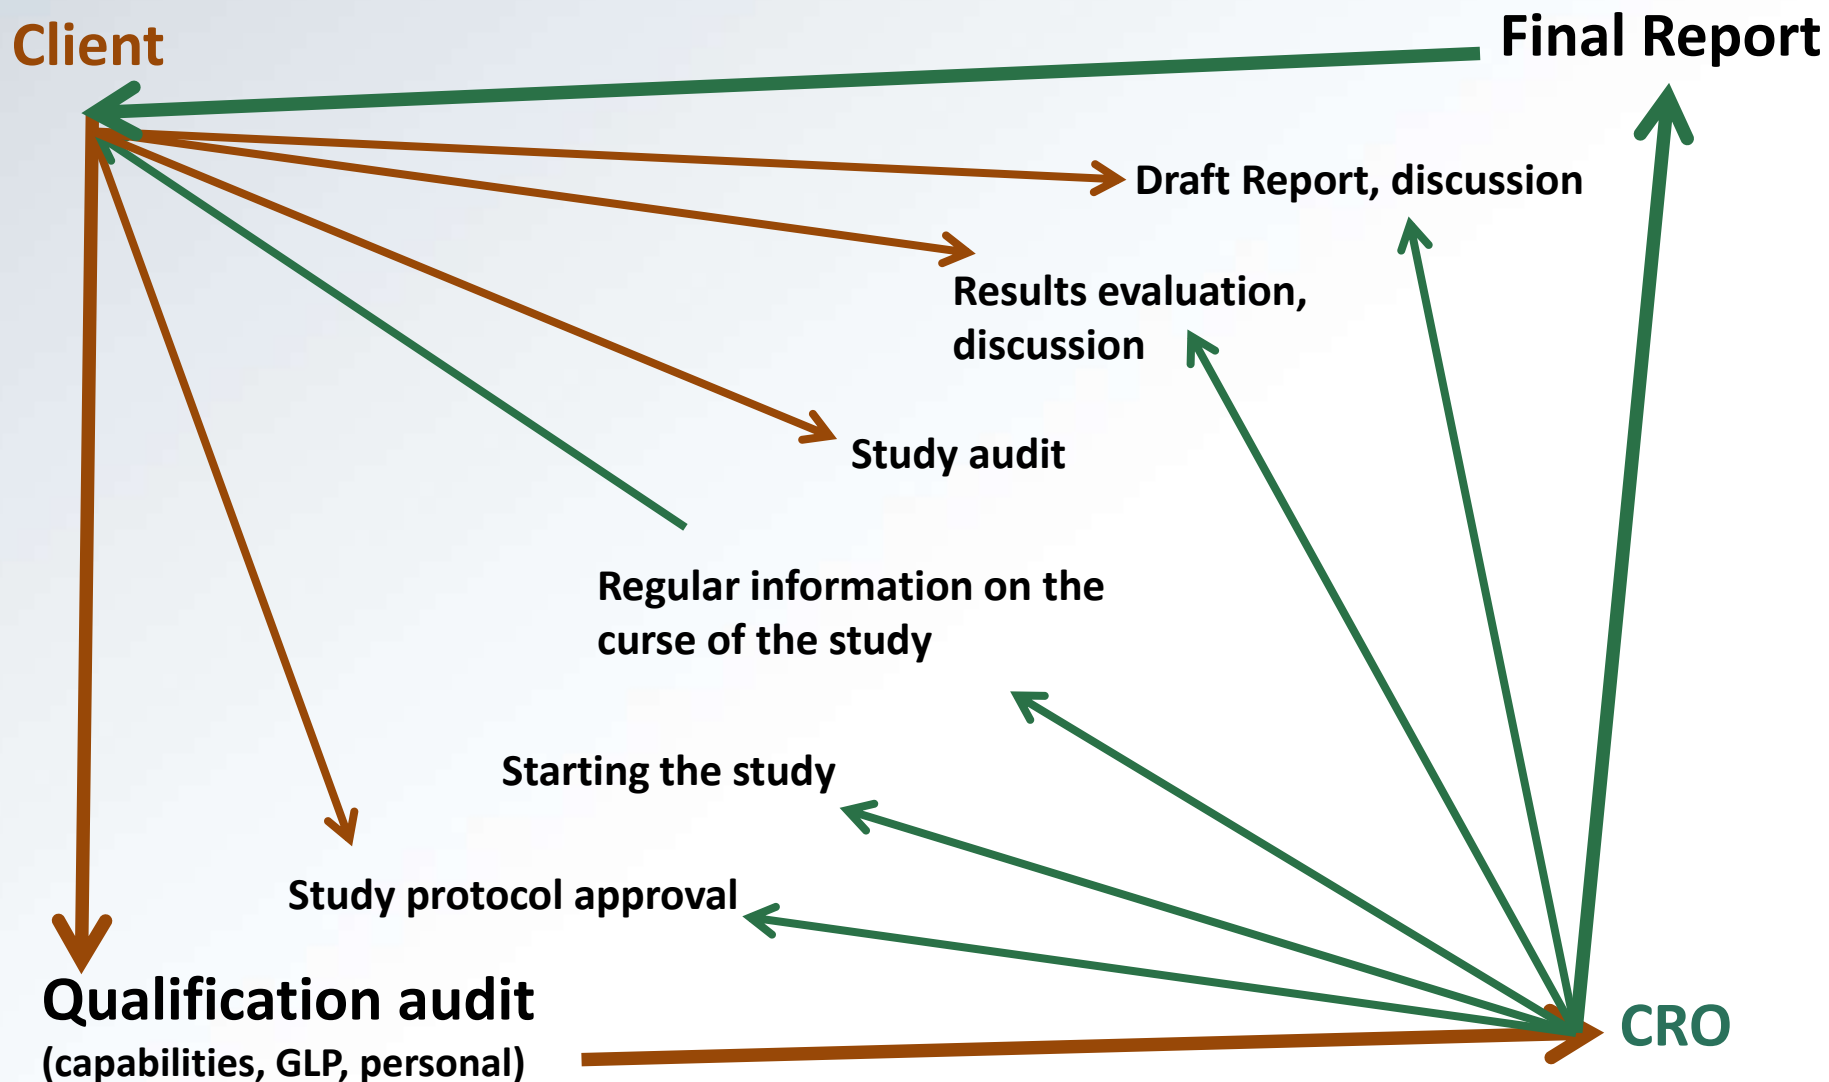 Client
Final Report
Draft Report, discussion
Results evaluation,
discussion
Study audit
Regular information on the
curse of the study
Starting the study
Study protocol approval
Qualification audit
(capabilities, GLP, personal)
CRO